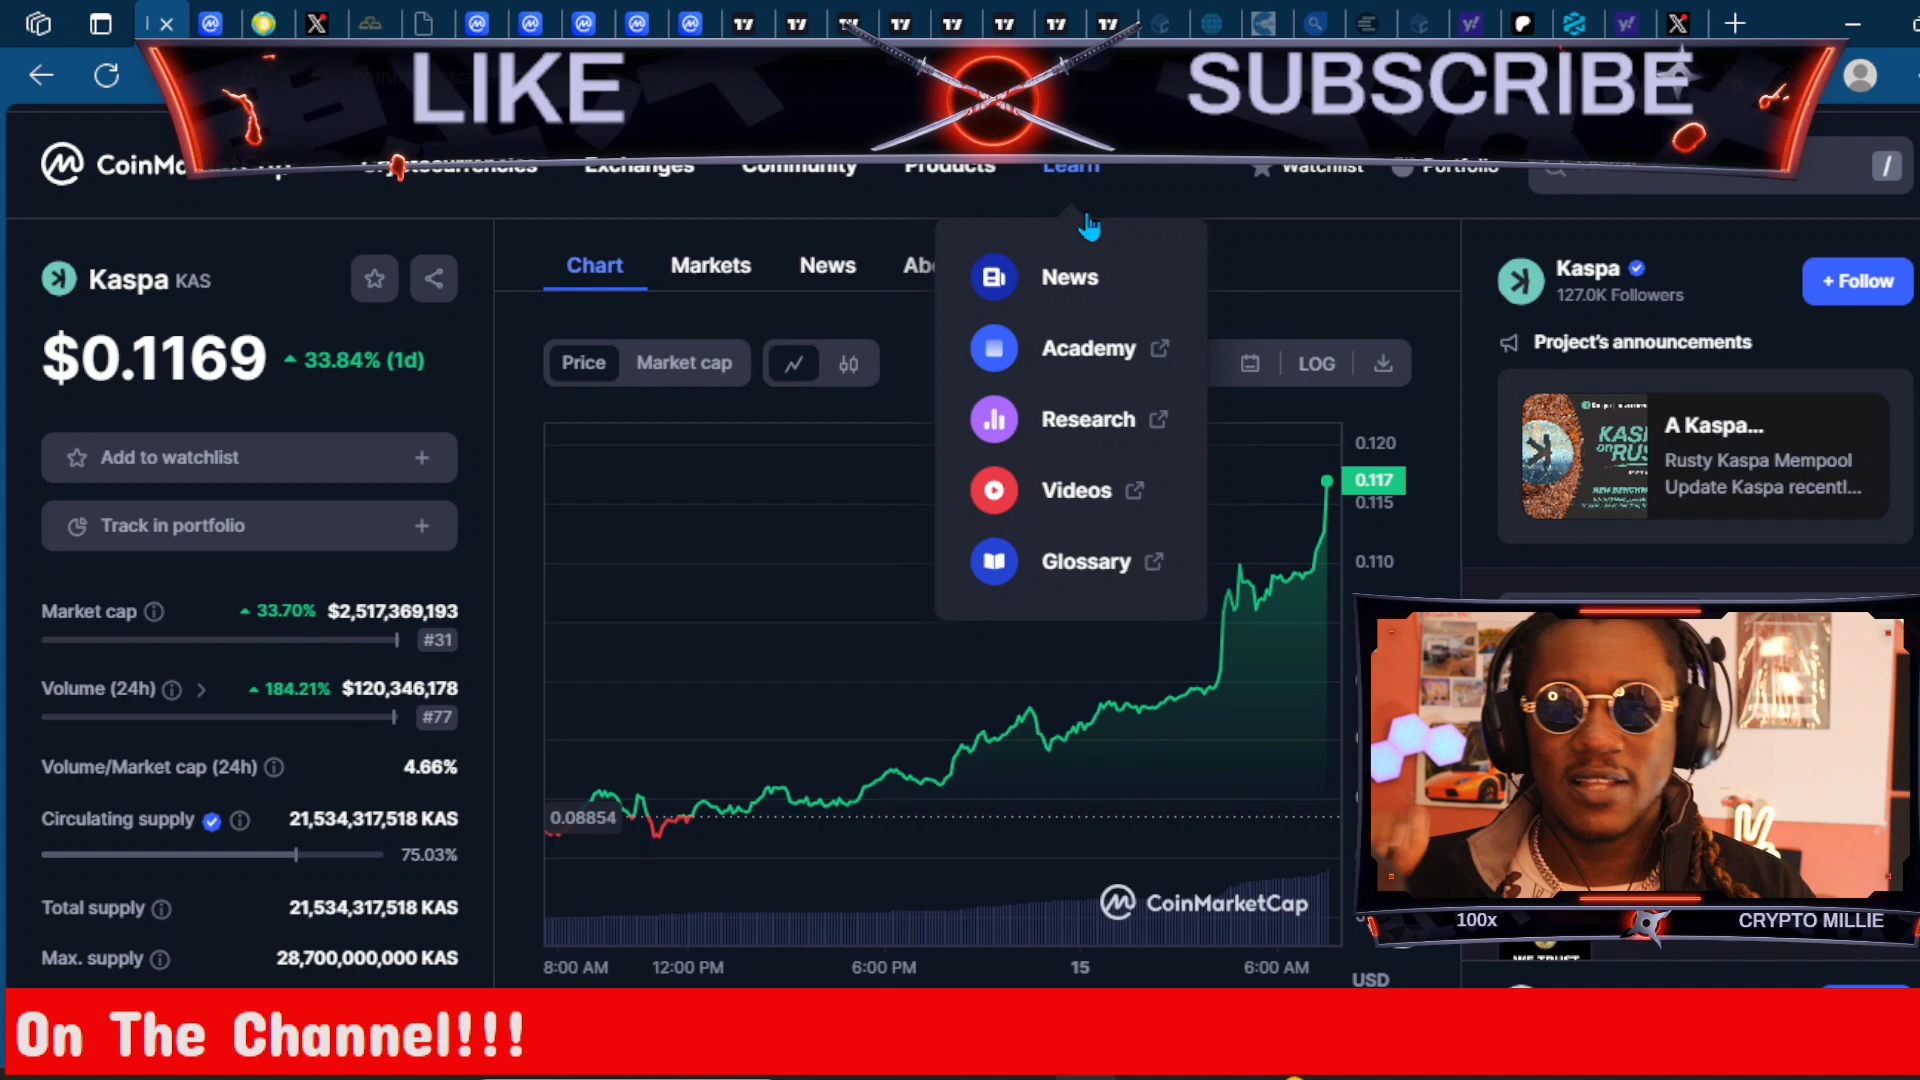 LIKE
SUBSCRIBE
CoinMa
Cryptocurrencies
Exchanges
Community
Products
Learn
Watchlist
Portfolio
/
Kaspa KAS
$0.1169
33.84% (1d)
Add to watchlist +
Track in portfolio +
Market cap 33.70% $2,517,369,193
#31
Volume (24h) 184.21% $120,346,178
#77
Volume/Market cap (24h) 4.66%
Circulating supply 21,534,317,518 KAS
75.03%
Total supply 21,534,317,518 KAS
Max. supply 28,700,000,000 KAS
Chart Markets News Ab
Price Market cap
LOG
News
Academy
Research
Videos
Glossary
0.120
0.117
0.115
0.110
0.08854
CoinMarketCap
8:00 AM 12:00 PM 6:00 PM 15 6:00 AM
USD
Kaspa
127.0K Followers
+ Follow
Project's announcements
A Kaspa...
Rusty Kaspa Mempool
Update Kaspa recentl...
100x
CRYPTO MILLIE
WE TRUST
On The Channel!!!